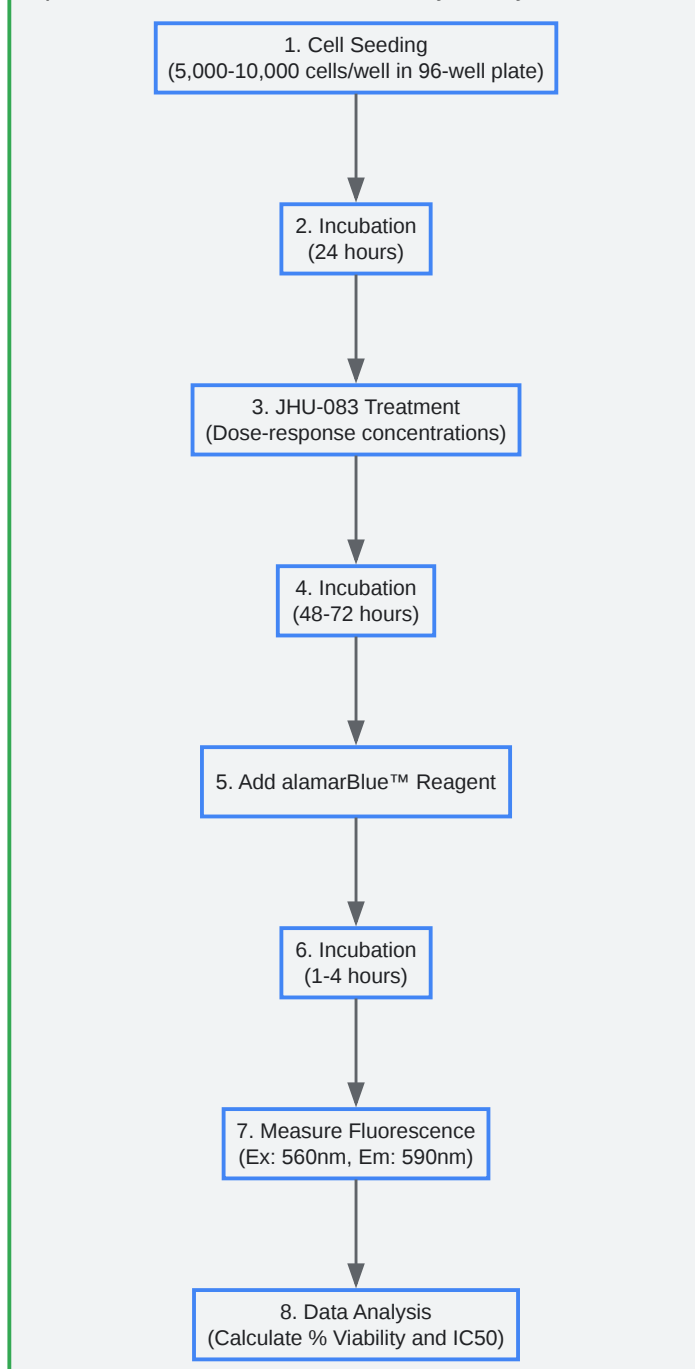 1. Cell Seeding
(5,000-10,000 cells/well in 96-well plate)
2. Incubation
(24 hours)
3. JHU-083 Treatment
(Dose-response concentrations)
4. Incubation
(48-72 hours)
5. Add alamarBlue™ Reagent
6. Incubation
(1-4 hours)
7. Measure Fluorescence
(Ex: 560nm, Em: 590nm)
8. Data Analysis
(Calculate % Viability and IC50)